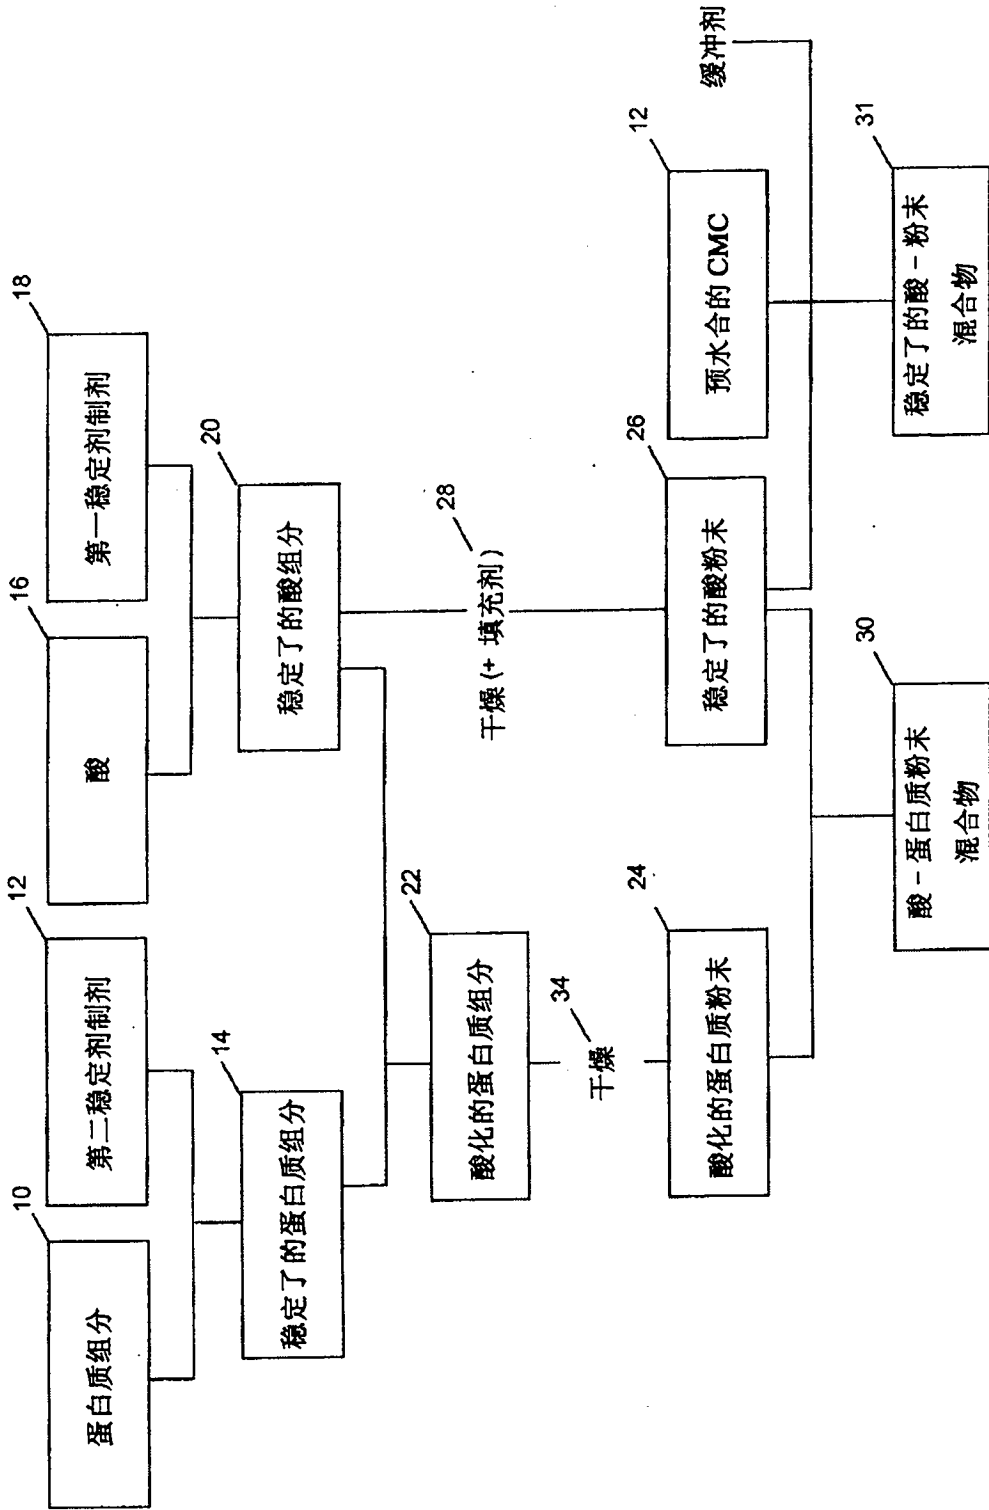 10
12
16
18
蛋白质组分
第二稳定剂制剂
酸
第一稳定剂制剂
14
20
稳定了的蛋白质组分
稳定了的酸组分
22
酸化的蛋白质组分
28
干燥(+ 填充剂)
34
干燥
24
26
12
缓冲剂
酸化的蛋白质粉末
稳定了的酸粉末
预水合的 CMC
30
31
酸－蛋白质粉末
混合物
稳定了的酸－粉末
混合物